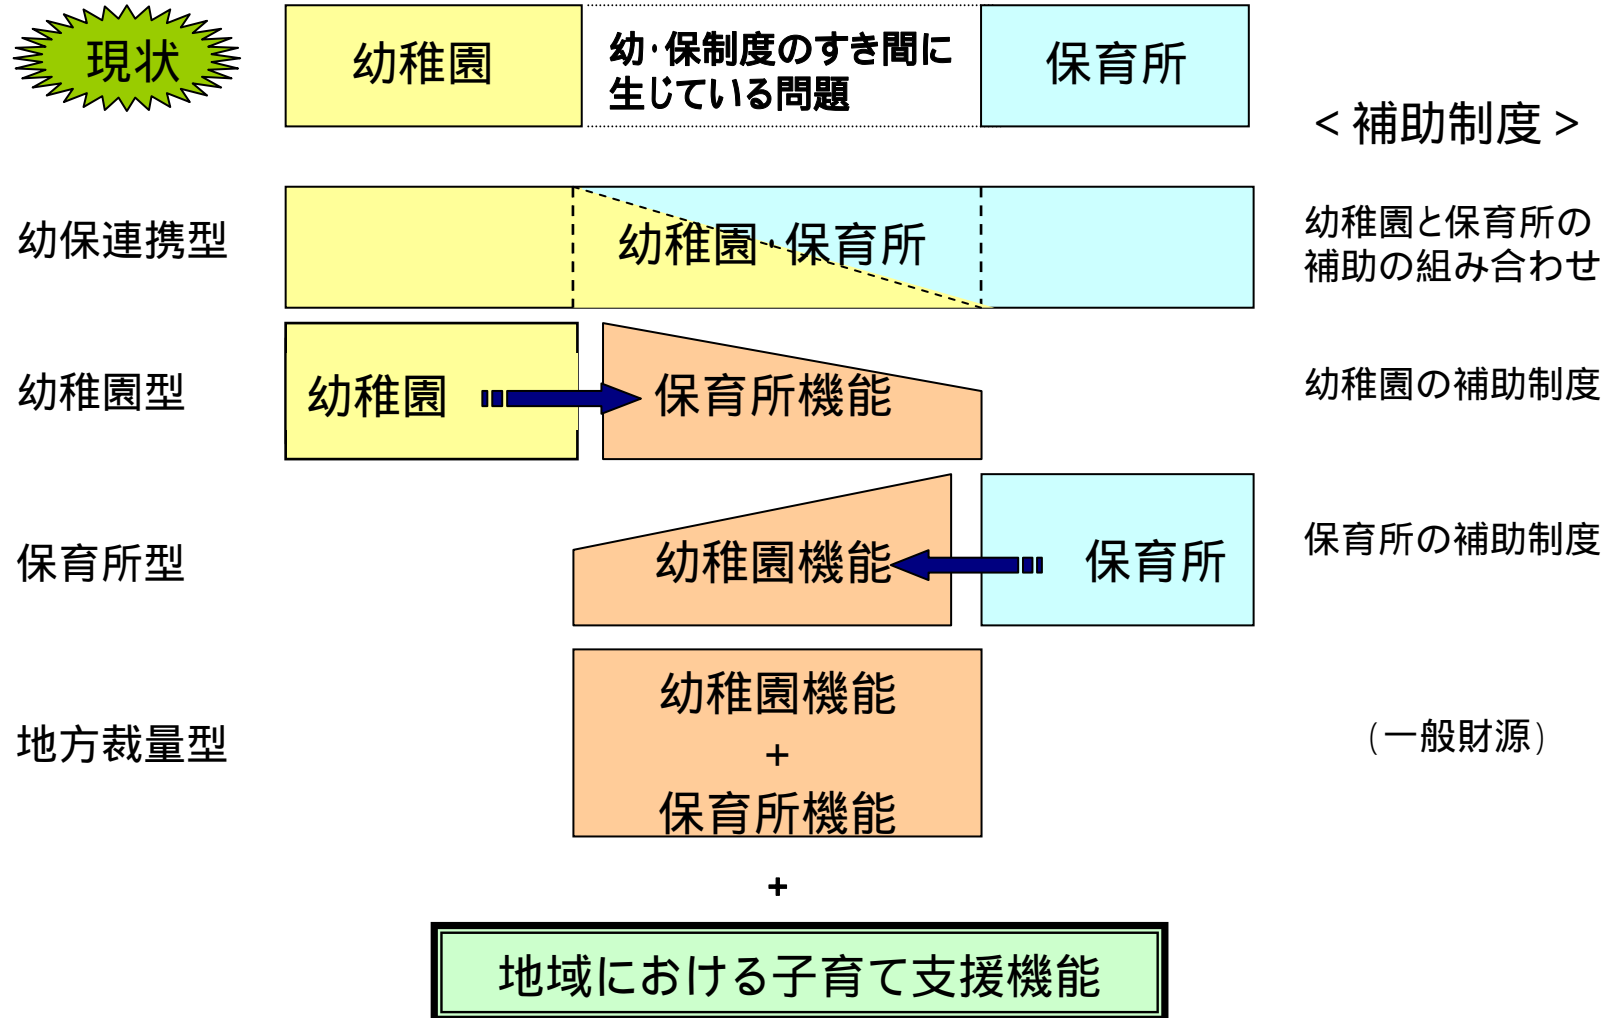 現状
幼稚園
幼・保制度のすき間に
生じている問題
保育所
<補助制度>
幼保連携型
幼稚園・保育所
幼稚園と保育所の
補助の組み合わせ
幼稚園型
幼稚園
保育所機能
幼稚園の補助制度
保育所型
幼稚園機能
保育所
保育所の補助制度
地方裁量型
幼稚園機能
+
保育所機能
(一般財源)
+
地域における子育て支援機能